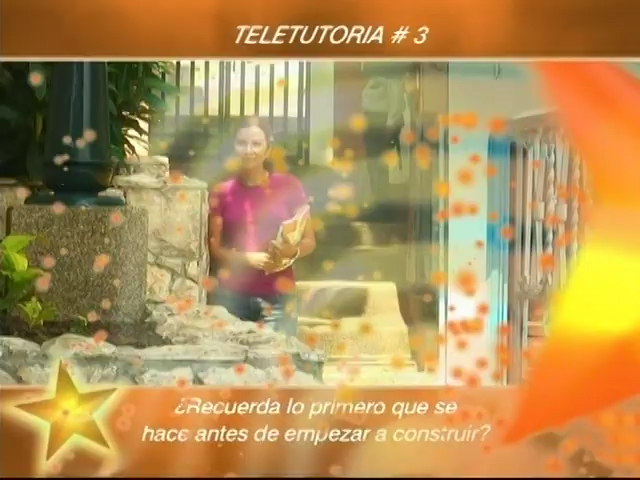 TELETUTORIA # 3
¿Recuerda lo primero que se
hace antes de empezar a construir?